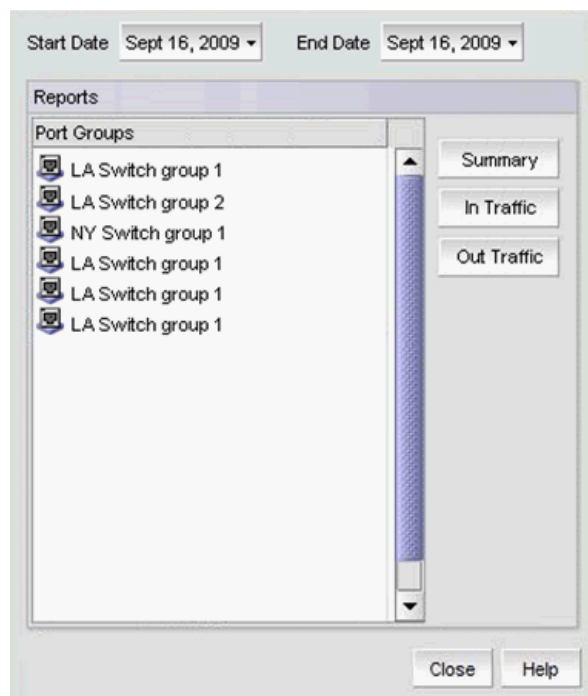 Start Date Sept 16, 2009 End Date Sept 16, 2009
Reports
Port Groups
LA Switch group 1
LA Switch group 2
NY Switch group 1
LA Switch group 1
LA Switch group 1
LA Switch group 1
Summary
In Traffic
Out Traffic
Close Help